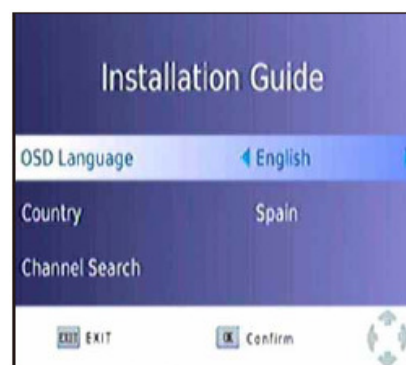 Installation Guide
OSD Language English
Country Spain
Channel Search
EXIT EXIT OK Confirm